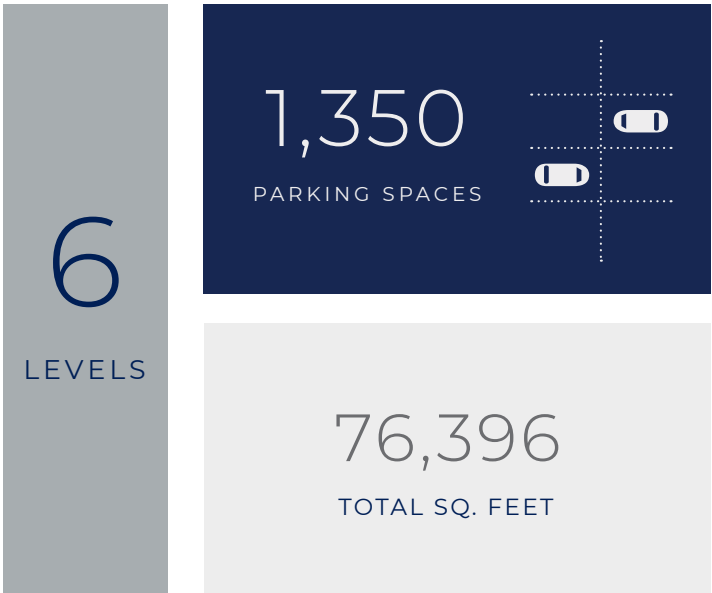 6
LEVELS
1,350
PARKING SPACES
76,396
TOTAL SQ. FEET